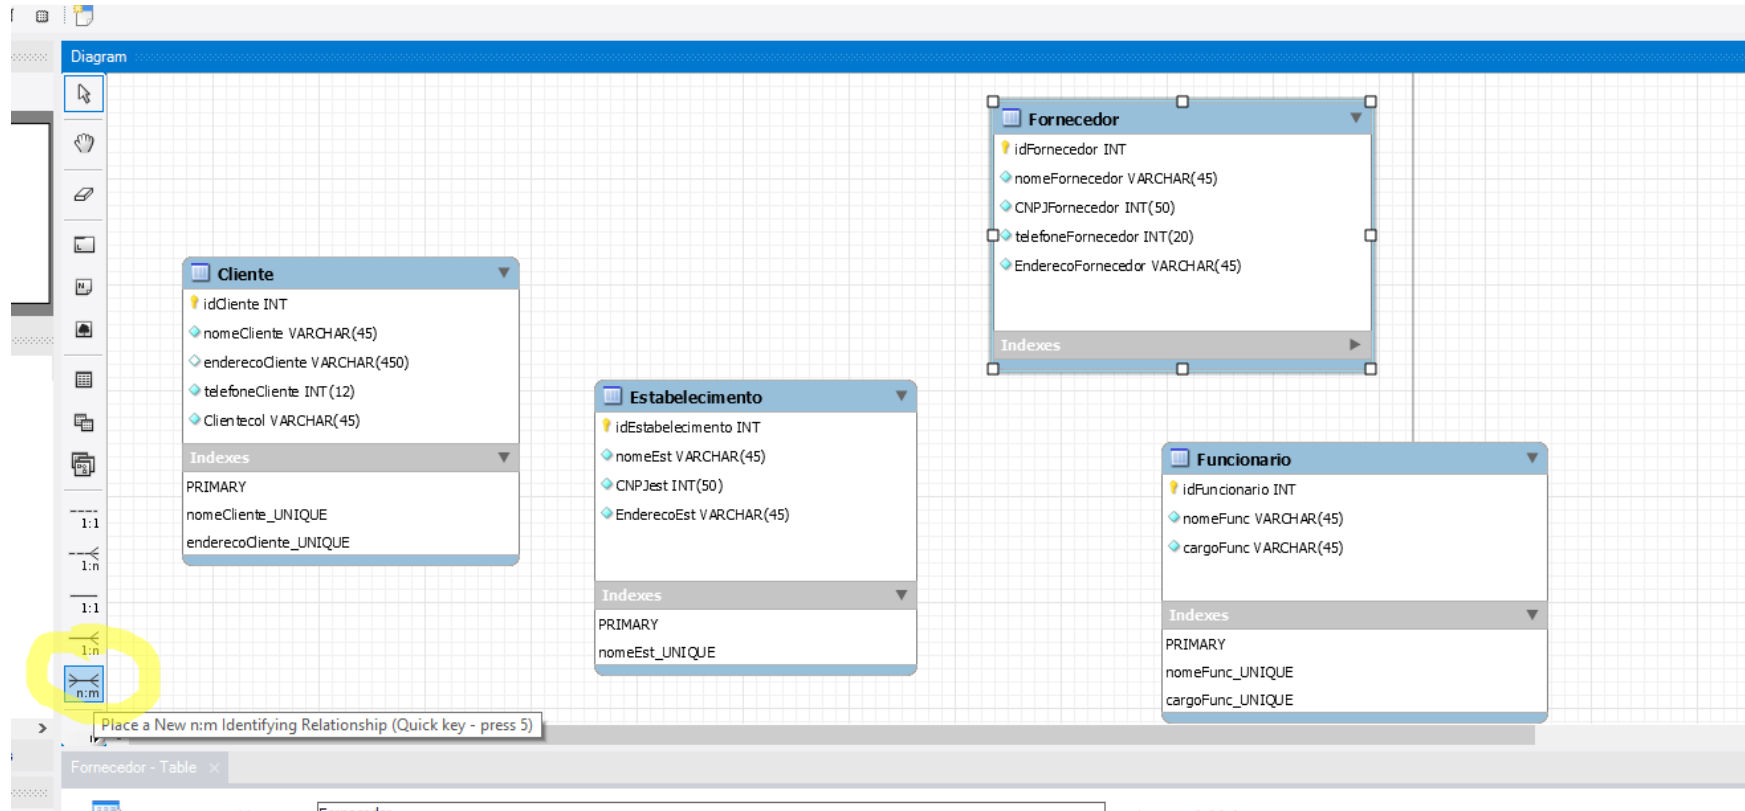 Diagram
Fornecedor
idFornecedor INT
nomeFornecedor VARCHAR(45)
CNPJFornecedor INT(50)
telefoneFornecedor INT(20)
EnderecoFornecedor VARCHAR(45)
Indexes
Cliente
idCliente INT
nomeCliente VARCHAR(45)
enderecoCliente VARCHAR(450)
telefoneCliente INT(12)
Clientecol VARCHAR(45)
Indexes
PRIMARY
nomeCliente_UNIQUE
enderecoCliente_UNIQUE
Estabelecimento
idEstabelecimento INT
nomeEst VARCHAR(45)
CNPJest INT(50)
EnderecoEst VARCHAR(45)
Indexes
PRIMARY
nomeEst_UNIQUE
Funcionario
idFuncionario INT
nomeFunc VARCHAR(45)
cargoFunc VARCHAR(45)
Indexes
PRIMARY
nomeFunc_UNIQUE
cargoFunc_UNIQUE
1:1
1:n
1:1
1:n
n:m
Place a New n:m Identifying Relationship (Quick key - press 5)
Fornecedor - Table